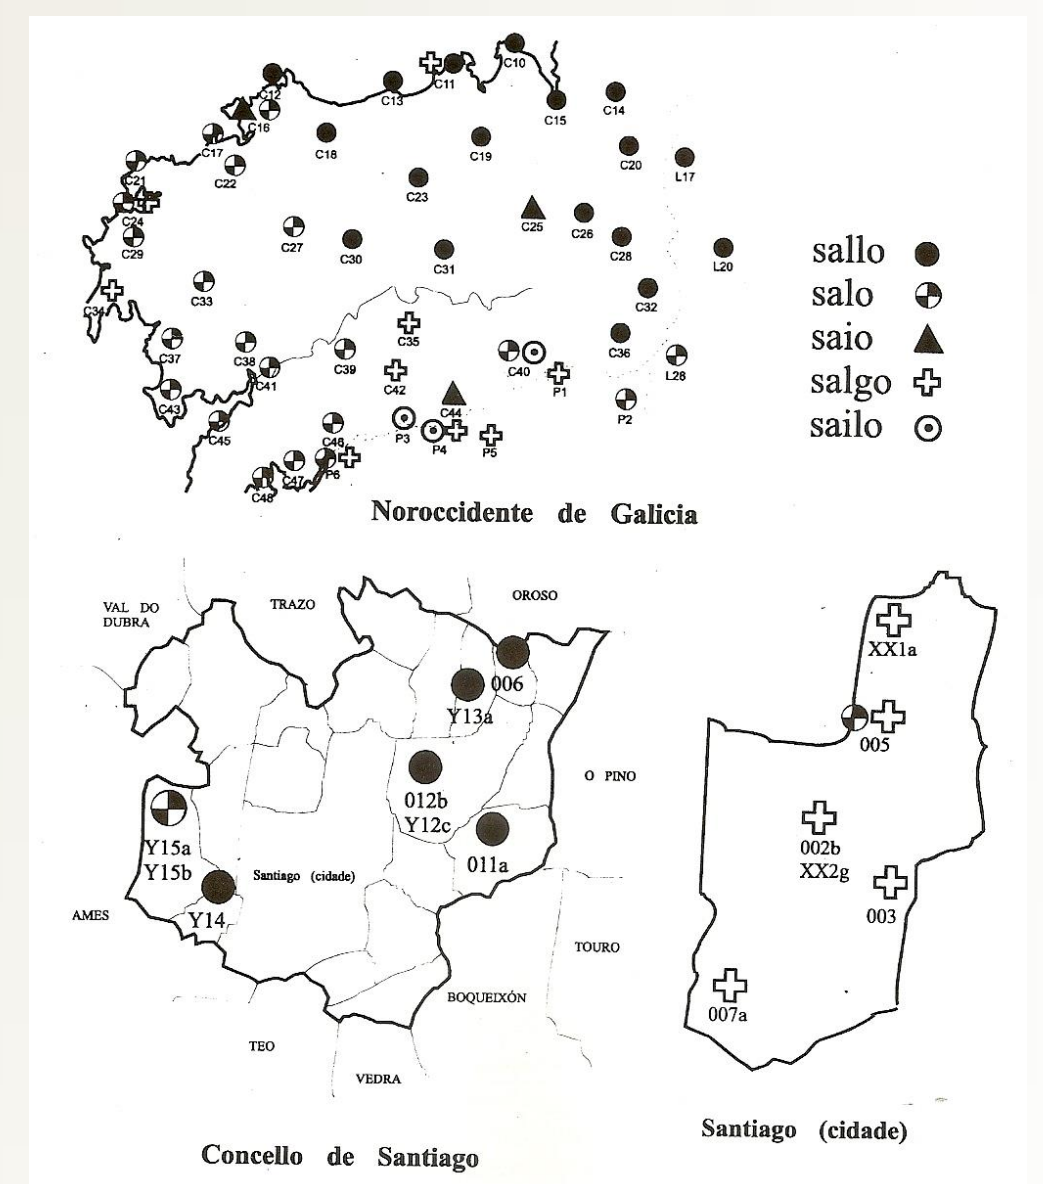 C10
C11
C12
C13
C14
C15
C16
C17
C18
C19
C20
L17
C21
C22
C23
C24
C25
C26
C27
C28
C29
C30
C31
L20
C32
C33
C34
C35
C36
C37
C38
C39
C40
L28
C41
C42
P1
C43
C44
P2
C45
C46
P3
P4
P5
C47
P6
C48
sallo
salo
saio
salgo
sailo
Noroccidente de Galicia
VAL DO
DUBRA
TRAZO
OROSO
006
Y13a
O PINO
012b
Y12c
011a
Y15a
Y15b
Santiago (cidade)
Y14
AMES
TOURO
BOQUEIXÓN
TEO
VEDRA
Concello de Santiago
XX1a
005
002b
XX2g
003
007a
Santiago (cidade)